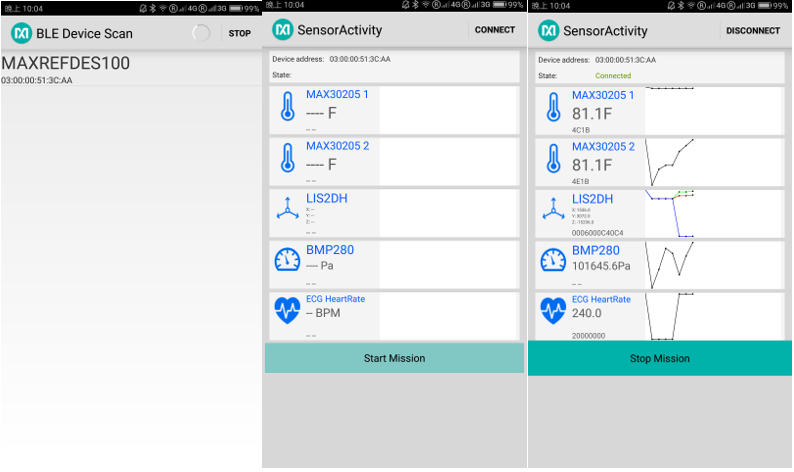 晚上 10:04 4G 3G 99%
BLE Device Scan STOP
MAXREFDES100
03:00:00:51:3C:AA
晚上 10:04 4G 3G 99%
SensorActivity CONNECT
Device address: 03:00:00:51:3C:AA
State:
MAX30205 1
---- F
_ _
MAX30205 2
---- F
_ _
LIS2DH
X: --
Y: --
Z: --
_ _
BMP280
---- Pa
_ _
ECG HeartRate
-- BPM
_ _
Start Mission
晚上 10:04 4G 3G 99%
SensorActivity DISCONNECT
Device address: 03:00:00:51:3C:AA
State: Connected
MAX30205 1
81.1F
4C1B
MAX30205 2
81.1F
4E1B
LIS2DH
0006000C40C4
BMP280
101645.6Pa
_ _
ECG HeartRate
240.0
20000000
Stop Mission